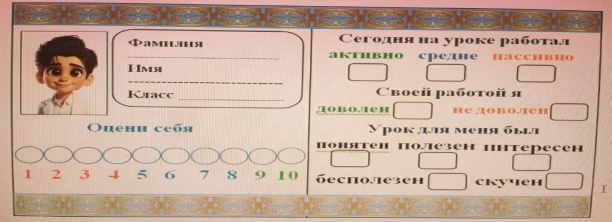 Фамилия
Имя
Класс
Оцени себя
1 2 3 4 5 6 7 8 9 10
Сегодня на уроке работал
активно средне пассивно
Своей работой я
доволен не доволен
Урок для меня был
понятен полезен интересен
бесполезен скучен